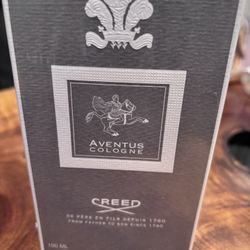 AVENTUS
COLOGNE
CREED
DE PÈRE EN FILS DEPUIS 1760
FROM FATHER TO SON SINCE 1760
100 ML